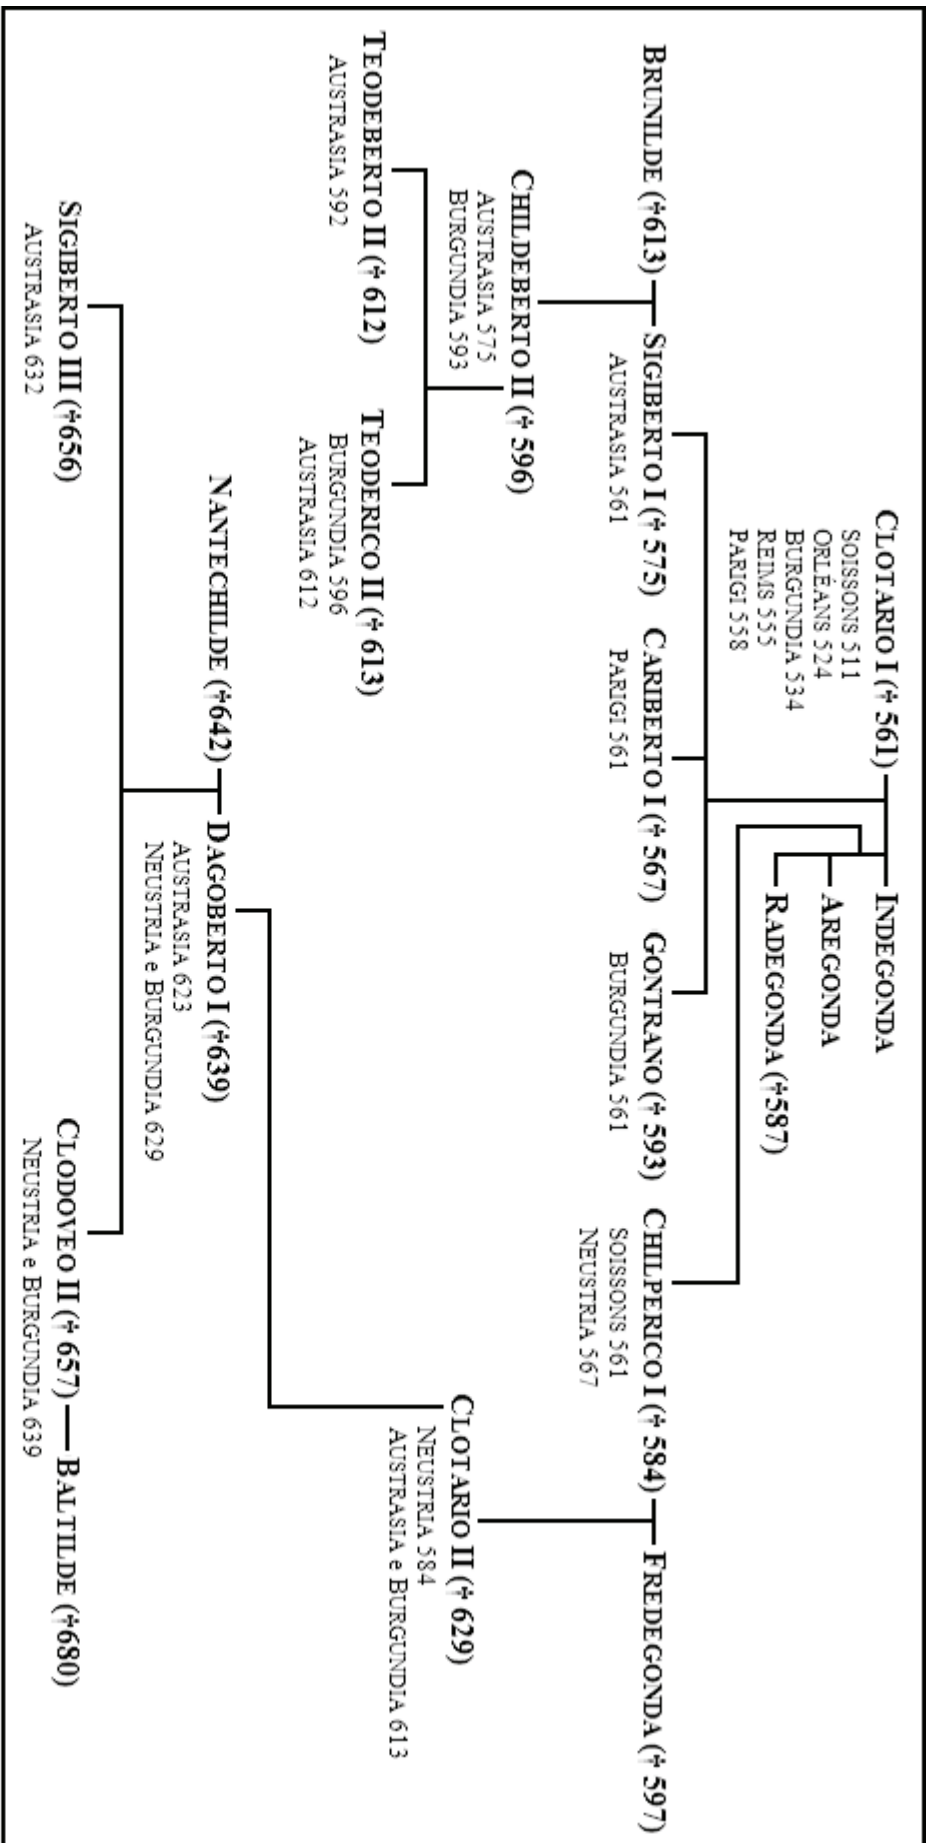 CLOTARIO I († 561)
SOISSONS 511
ORLÉANS 524
BURGUNDIA 534
REIMS 555
PARIGI 558
INDEGONDA
AREGONDA
RADEGONDA (†587)
BRUNILDE (†613)
SIGIBERTO I († 575)
AUSTRASIA 561
CARIBERTO I († 567)
PARIGI 561
GONTRANO († 593)
BURGUNDIA 561
CHILPERICO I († 584)
SOISSONS 561
NEUSTRIA 567
FREDEGONDA († 597)
CHILDEBERTO II († 596)
AUSTRASIA 575
BURGUNDIA 593
CLOTARIO II († 629)
NEUSTRIA 584
AUSTRASIA e BURGUNDIA 613
TEODEBERTO II († 612)
AUSTRASIA 592
TEODERICO II († 613)
BURGUNDIA 596
AUSTRASIA 612
NANTECHILDE (†642)
DAGOBERTO I (†639)
AUSTRASIA 623
NEUSTRIA e BURGUNDIA 629
SIGIBERTO III (†656)
AUSTRASIA 632
CLODOVEO II († 657)
NEUSTRIA e BURGUNDIA 639
BALTILDE (†680)